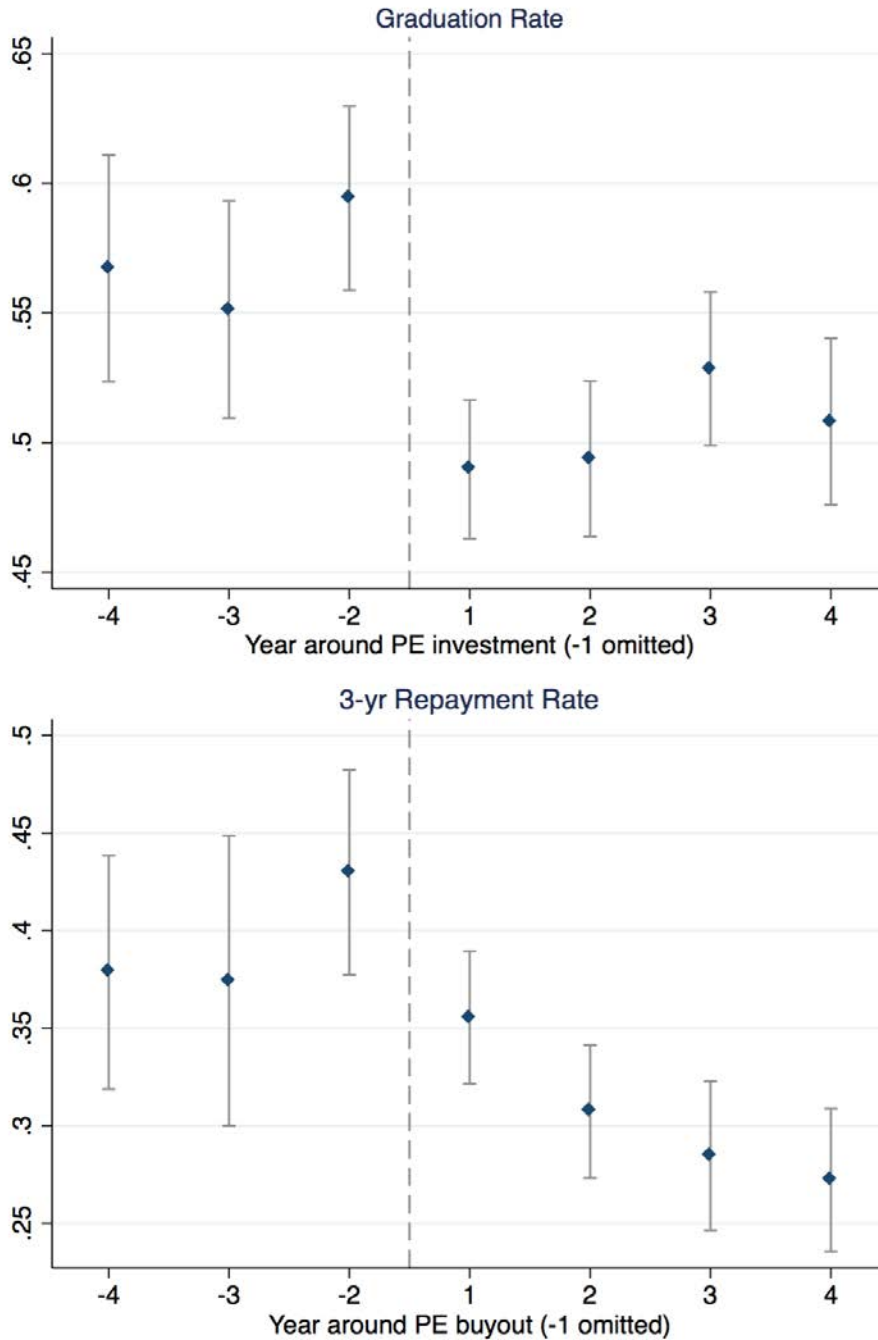 Graduation Rate
.65
.6
.55
.5
.45
-4 -3 -2 1 2 3 4
Year around PE investment (-1 omitted)
3-yr Repayment Rate
.5
.45
.4
.35
.3
.25
-4 -3 -2 1 2 3 4
Year around PE buyout (-1 omitted)